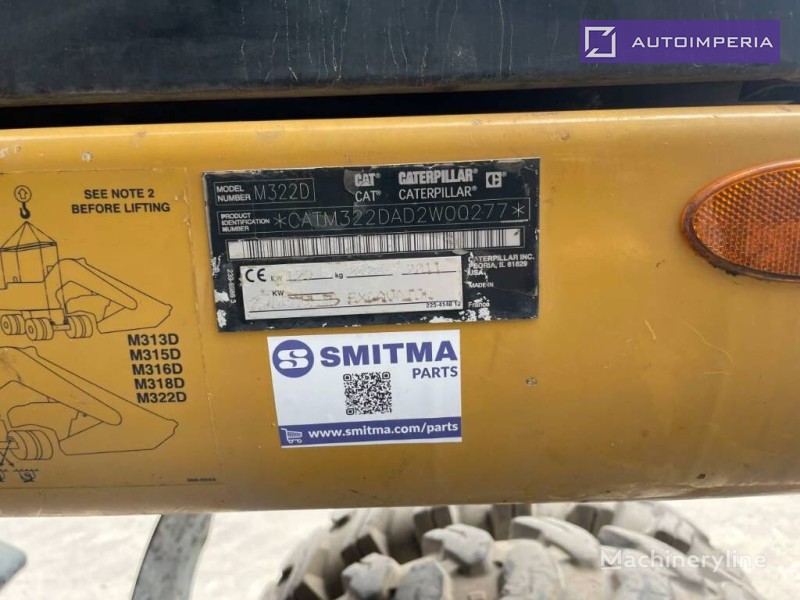 AUTOIMPERIA
SEE NOTE 2
BEFORE LIFTING
M313D
M315D
M316D
M318D
M322D
MODEL
NUMBER
M322D
CAT® CATERPILLAR®
CAT® CATERPILLAR®
PRODUCT
IDENTIFICATION
NUMBER
*CATM322DAD2W00277*
CATERPILLAR INC.
PEORIA, IL 61629
USA
MADE IN
France
CE
kg
2011
KW
SMITMA
PARTS
www.smitma.com/parts
Machineryline